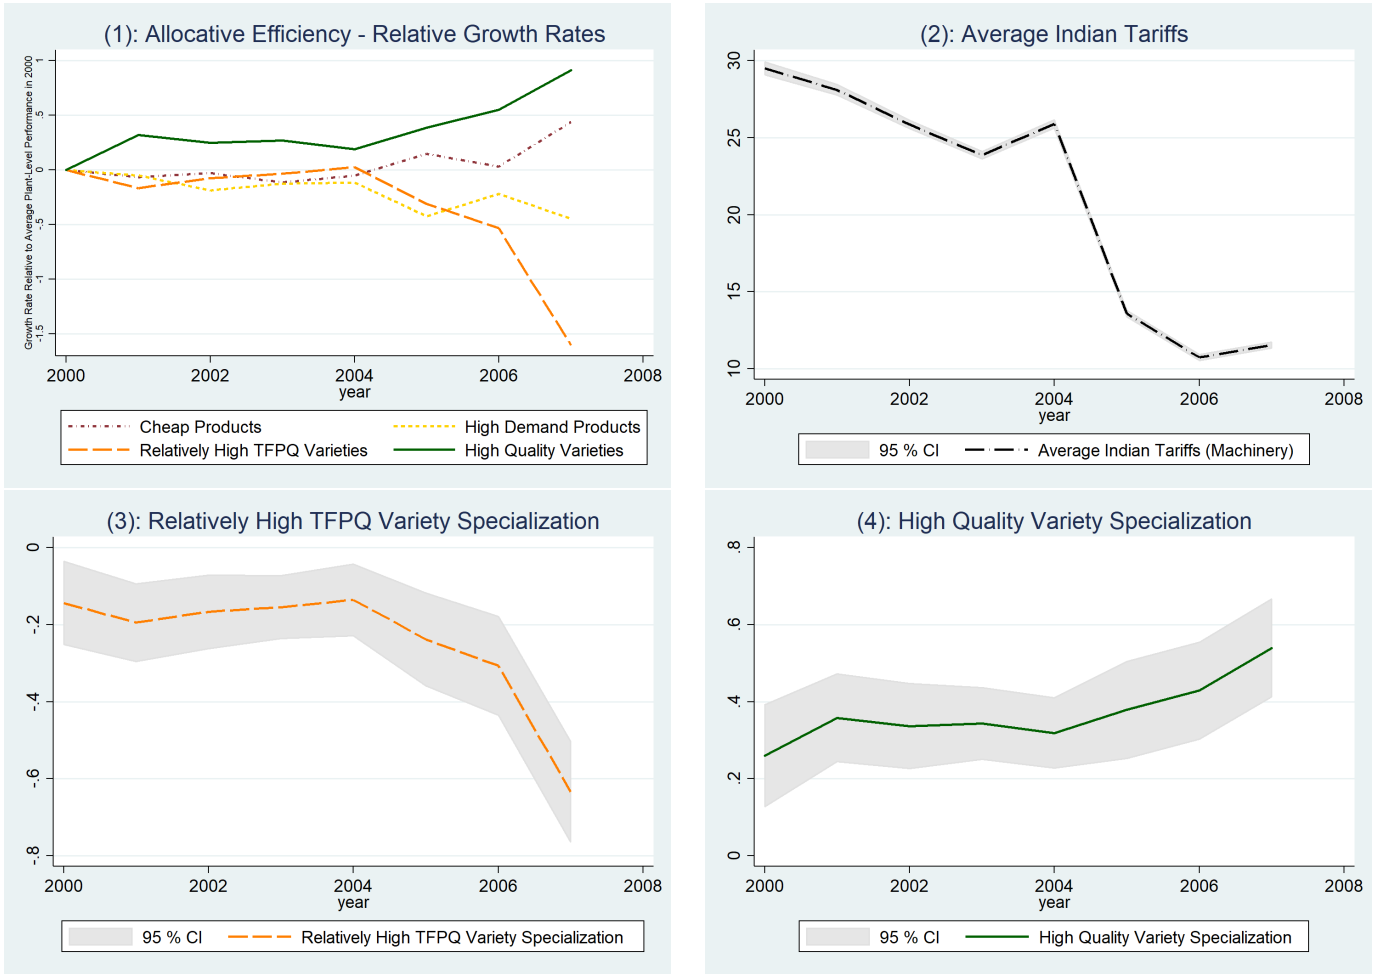 (1): Allocative Efficiency - Relative Growth Rates
Growth Rate Relative to Average Plant-Level Performance in 2000
1
.5
0
-.5
-1
-1.5
2000 2002 2004 2006 2008
year
Cheap Products High Demand Products
Relatively High TFPQ Varieties High Quality Varieties
(2): Average Indian Tariffs
30
25
20
15
10
2000 2002 2004 2006 2008
year
95 % CI Average Indian Tariffs (Machinery)
(3): Relatively High TFPQ Variety Specialization
0
-.2
-.4
-.6
-.8
2000 2002 2004 2006 2008
year
95 % CI Relatively High TFPQ Variety Specialization
(4): High Quality Variety Specialization
.8
.6
.4
.2
0
2000 2002 2004 2006 2008
year
95 % CI High Quality Variety Specialization